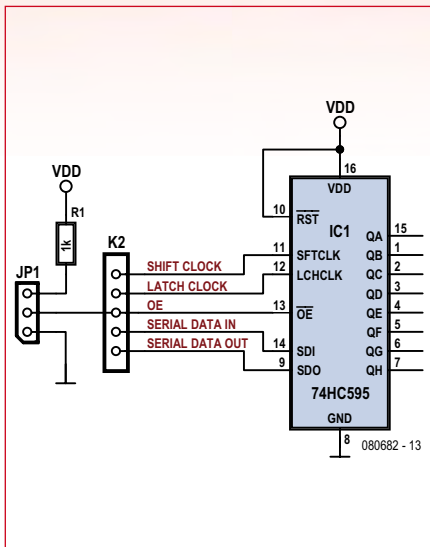 VDD
16
VDD
VDD
10
RST
IC1
R1
1k
JP1
K2
QA
15
SHIFT CLOCK
11
SFTCLK
QB
1
LATCH CLOCK
12
LCHCLK
QC
2
QD
3
OE
13
OE
QE
4
SERIAL DATA IN
QF
5
14
SDI
QG
6
SERIAL DATA OUT
9
SDO
QH
7
74HC595
GND
8
080682 - 13